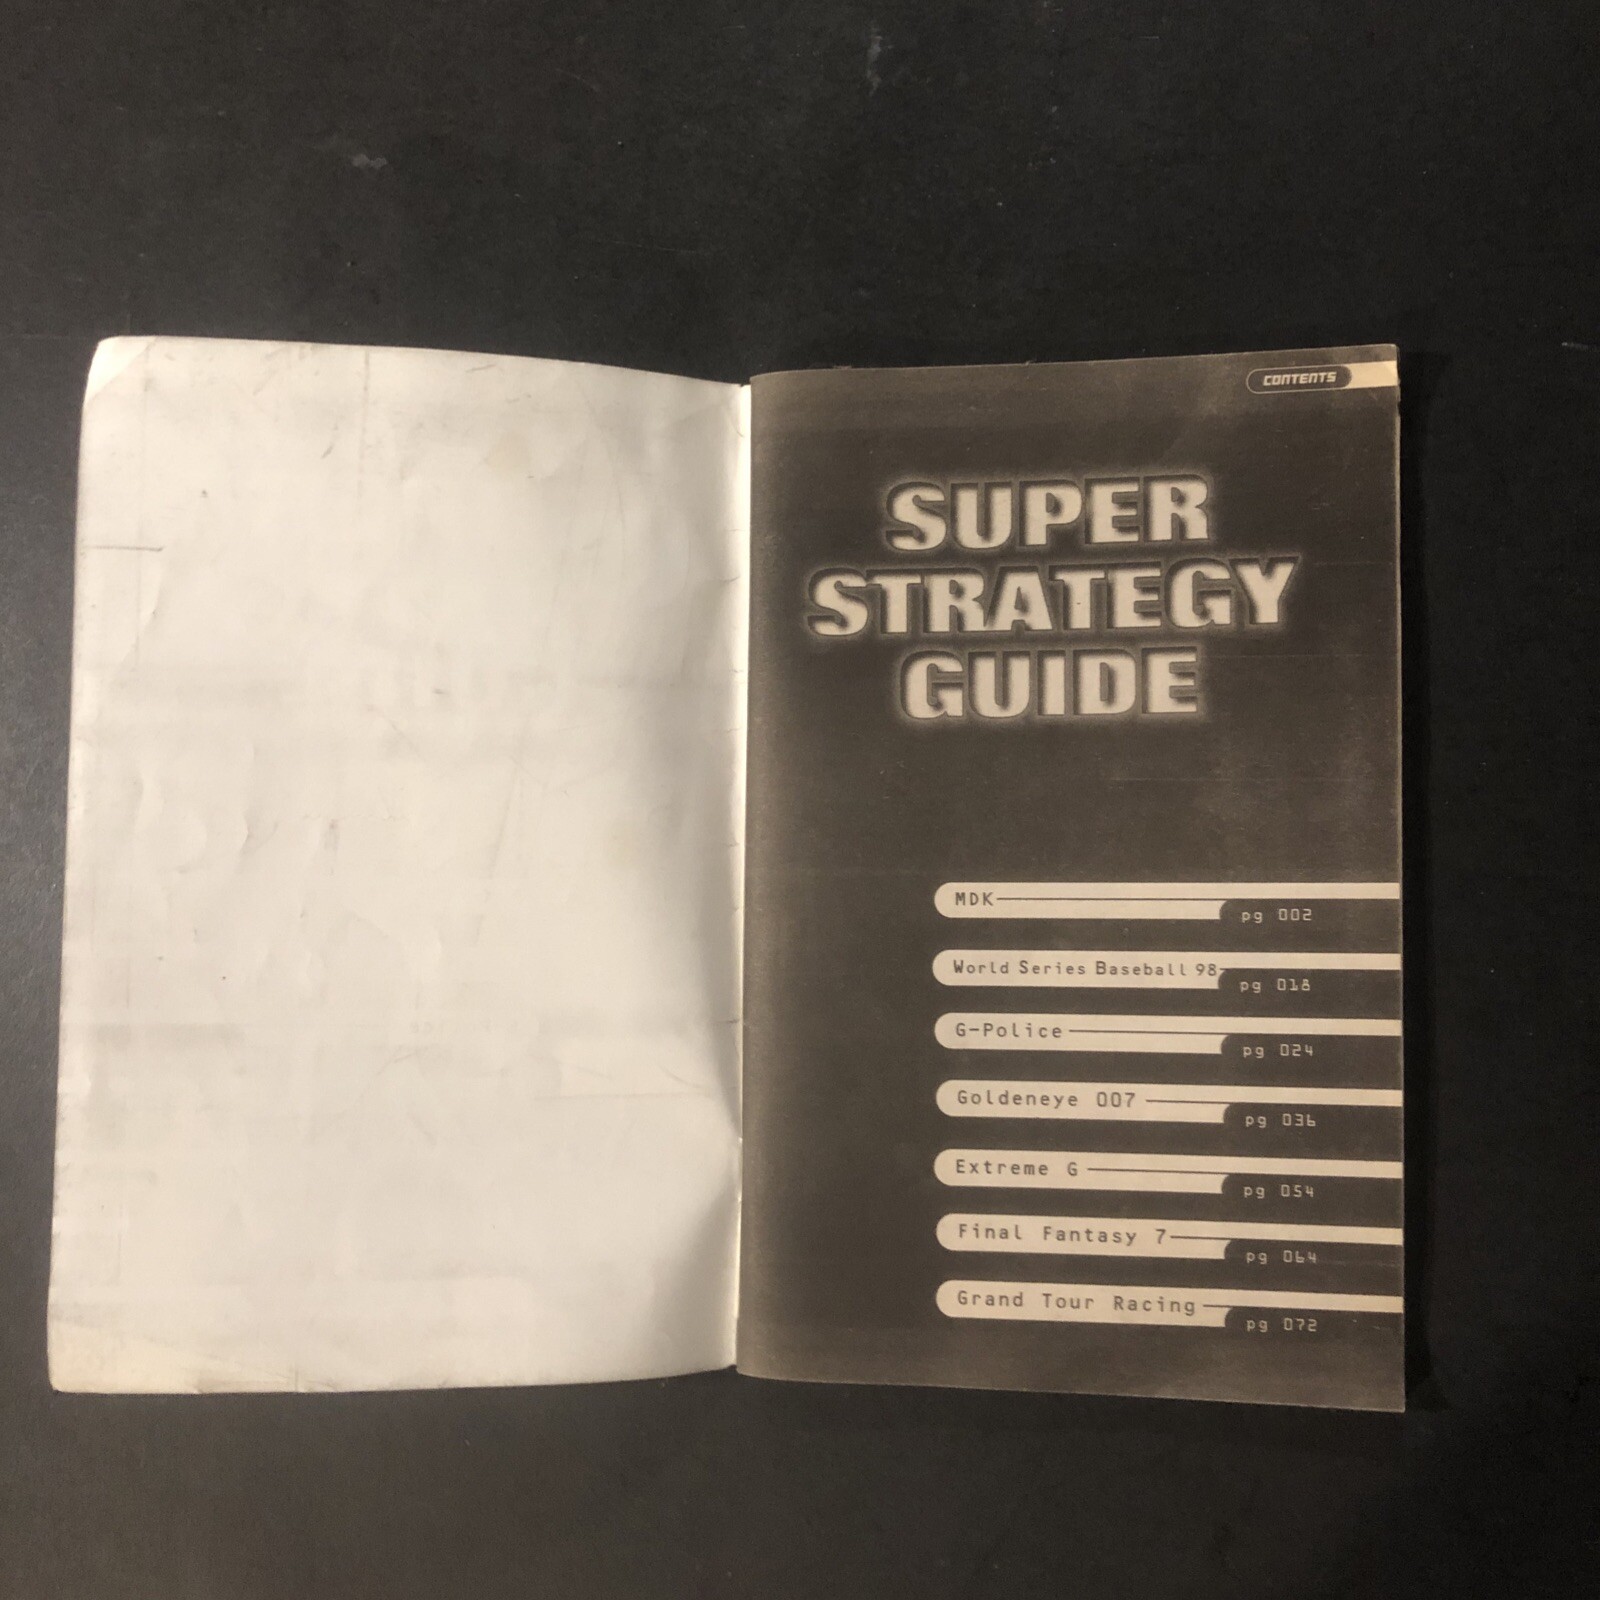 CONTENTS
SUPER
STRATEGY
GUIDE
MDK
pg 002
World Series Baseball 98
pg 018
G-Police
pg 024
Goldeneye 007
pg 036
Extreme G
pg 054
Final Fantasy 7
pg 064
Grand Tour Racing
pg 072